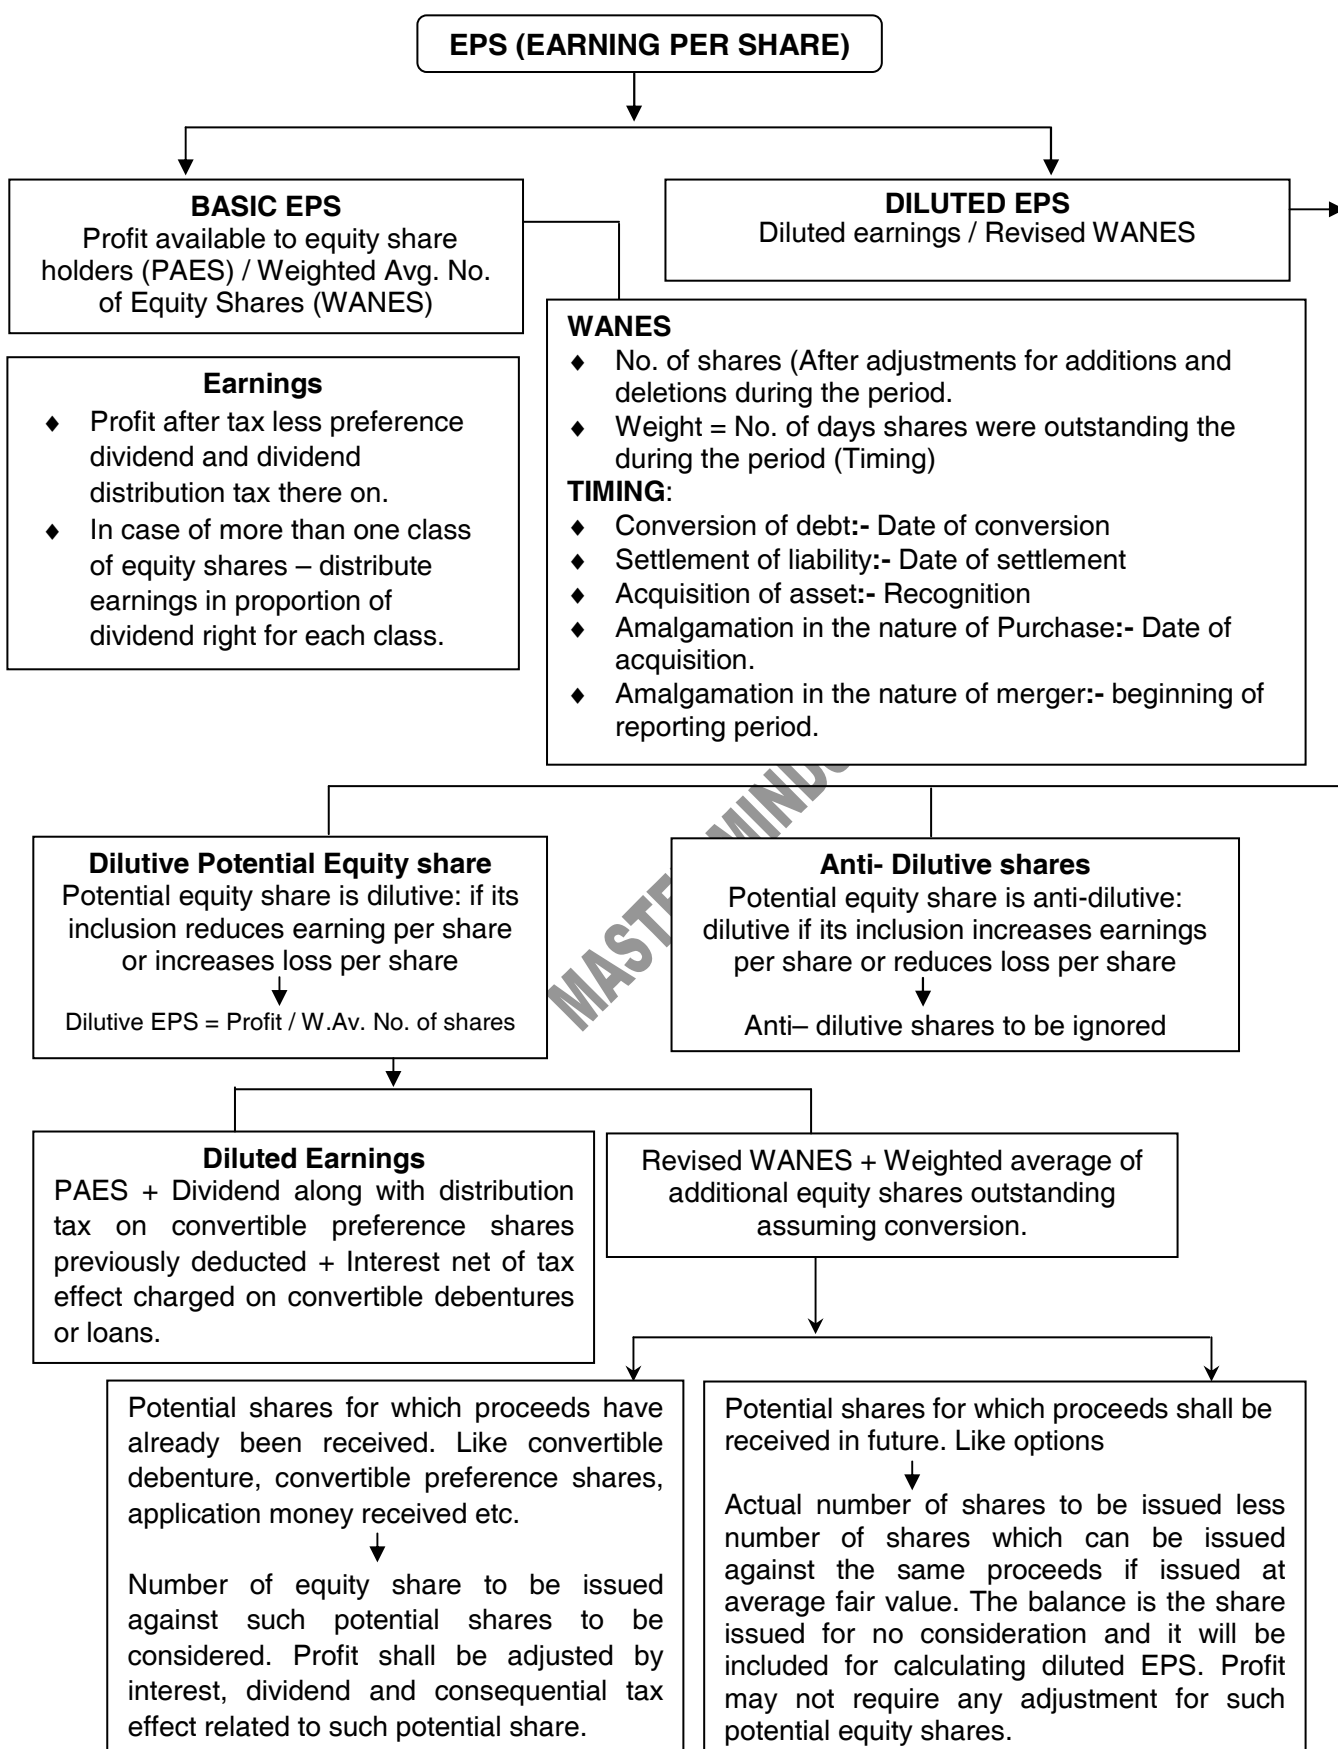 EPS (EARNING PER SHARE)
BASIC EPS
Profit available to equity share
holders (PAES) / Weighted Avg. No.
of Equity Shares (WANES)
DILUTED EPS
Diluted earnings / Revised WANES
Earnings
♦ Profit after tax less preference
dividend and dividend
distribution tax there on.
♦ In case of more than one class
of equity shares – distribute
earnings in proportion of
dividend right for each class.
WANES
♦ No. of shares (After adjustments for additions and
deletions during the period.
♦ Weight = No. of days shares were outstanding the
during the period (Timing)
TIMING:
♦ Conversion of debt:- Date of conversion
♦ Settlement of liability:- Date of settlement
♦ Acquisition of asset:- Recognition
♦ Amalgamation in the nature of Purchase:- Date of
acquisition.
♦ Amalgamation in the nature of merger:- beginning of
reporting period.
Dilutive Potential Equity share
Potential equity share is dilutive: if its
inclusion reduces earning per share
or increases loss per share
Dilutive EPS = Profit / W.Av. No. of shares
Anti- Dilutive shares
Potential equity share is anti-dilutive:
dilutive if its inclusion increases earnings
per share or reduces loss per share
Anti– dilutive shares to be ignored
Diluted Earnings
PAES + Dividend along with distribution
tax on convertible preference shares
previously deducted + Interest net of tax
effect charged on convertible debentures
or loans.
Revised WANES + Weighted average of
additional equity shares outstanding
assuming conversion.
Potential shares for which proceeds have
already been received. Like convertible
debenture, convertible preference shares,
application money received etc.
Number of equity share to be issued
against such potential shares to be
considered. Profit shall be adjusted by
interest, dividend and consequential tax
effect related to such potential share.
Potential shares for which proceeds shall be
received in future. Like options
Actual number of shares to be issued less
number of shares which can be issued
against the same proceeds if issued at
average fair value. The balance is the share
issued for no consideration and it will be
included for calculating diluted EPS. Profit
may not require any adjustment for such
potential equity shares.